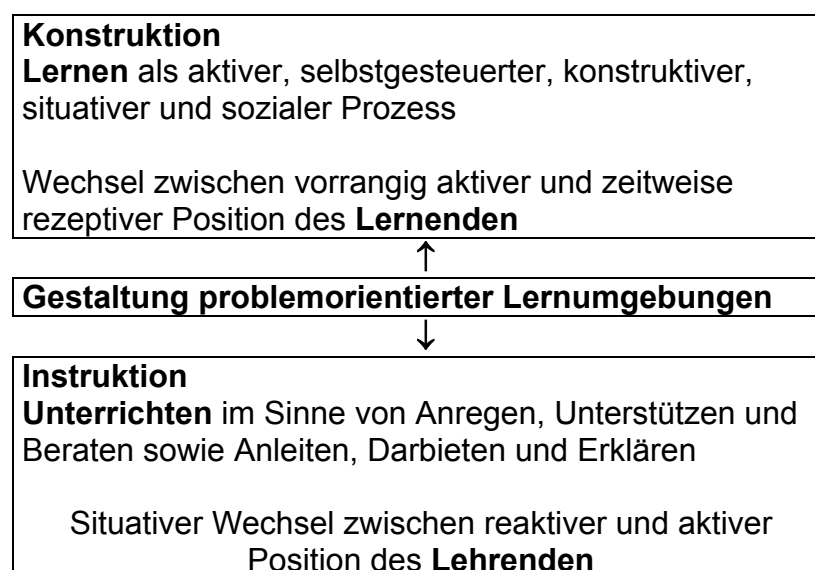 Konstruktion
Lernen als aktiver, selbstgesteuerter, konstruktiver,
situativer und sozialer Prozess
Wechsel zwischen vorrangig aktiver und zeitweise
rezeptiver Position des Lernenden
↑
Gestaltung problemorientierter Lernumgebungen
↓
Instruktion
Unterrichten im Sinne von Anregen, Unterstützen und
Beraten sowie Anleiten, Darbieten und Erklären
Situativer Wechsel zwischen reaktiver und aktiver
Position des Lehrenden